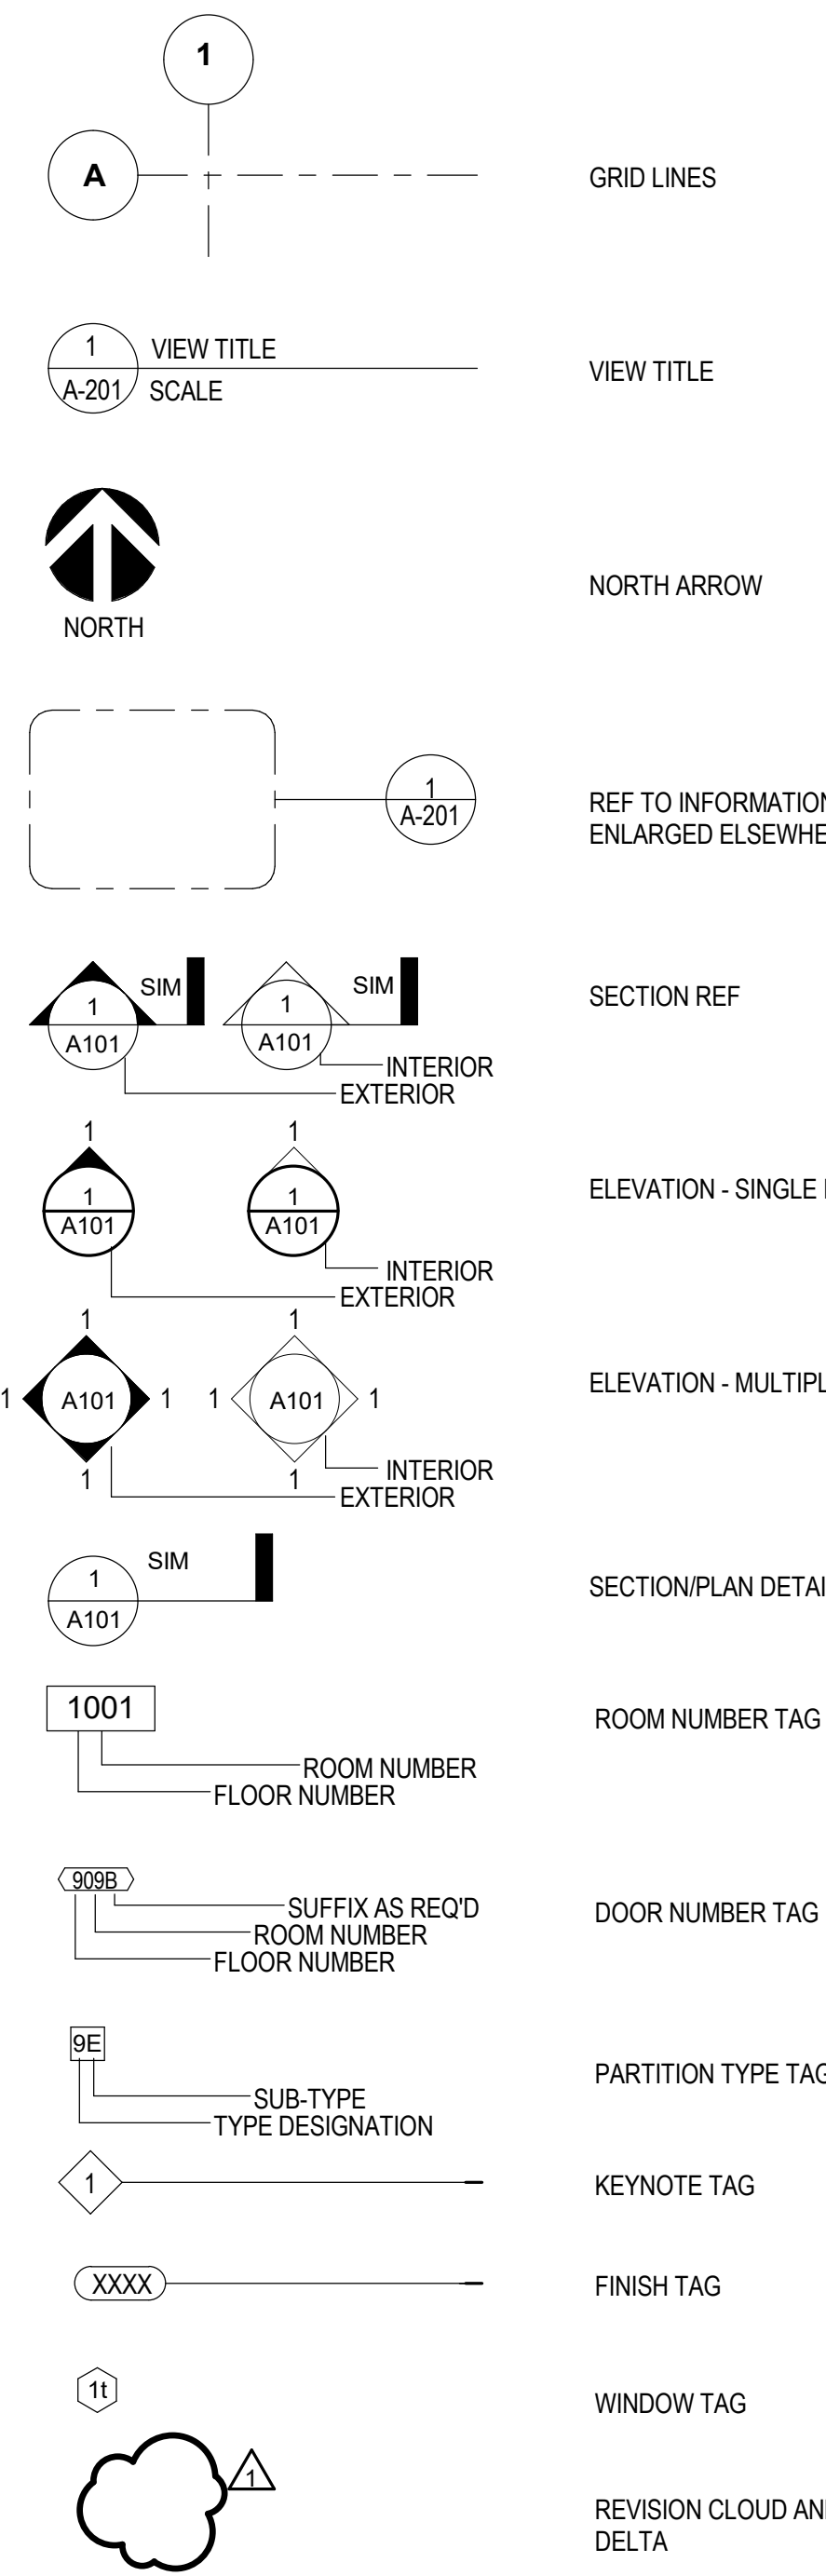 1
A
GRID LINES
1
VIEW TITLE
A-201
SCALE
VIEW TITLE
NORTH
NORTH ARROW
1
A-201
REF TO INFORMATION
ENLARGED ELSEWHE
1
SIM
A101
1
SIM
A101
INTERIOR
EXTERIOR
SECTION REF
1
1
A101
1
1
A101
INTERIOR
EXTERIOR
ELEVATION - SINGLE
1
1
A101
1
1
1
1
A101
1
1
INTERIOR
EXTERIOR
ELEVATION - MULTIPL
1
SIM
A101
SECTION/PLAN DETAI
1001
ROOM NUMBER
FLOOR NUMBER
ROOM NUMBER TAG
909B
SUFFIX AS REQ'D
ROOM NUMBER
FLOOR NUMBER
DOOR NUMBER TAG
9E
SUB-TYPE
TYPE DESIGNATION
PARTITION TYPE TAG
1
KEYNOTE TAG
XXXX
FINISH TAG
1t
WINDOW TAG
1
REVISION CLOUD AND
DELTA